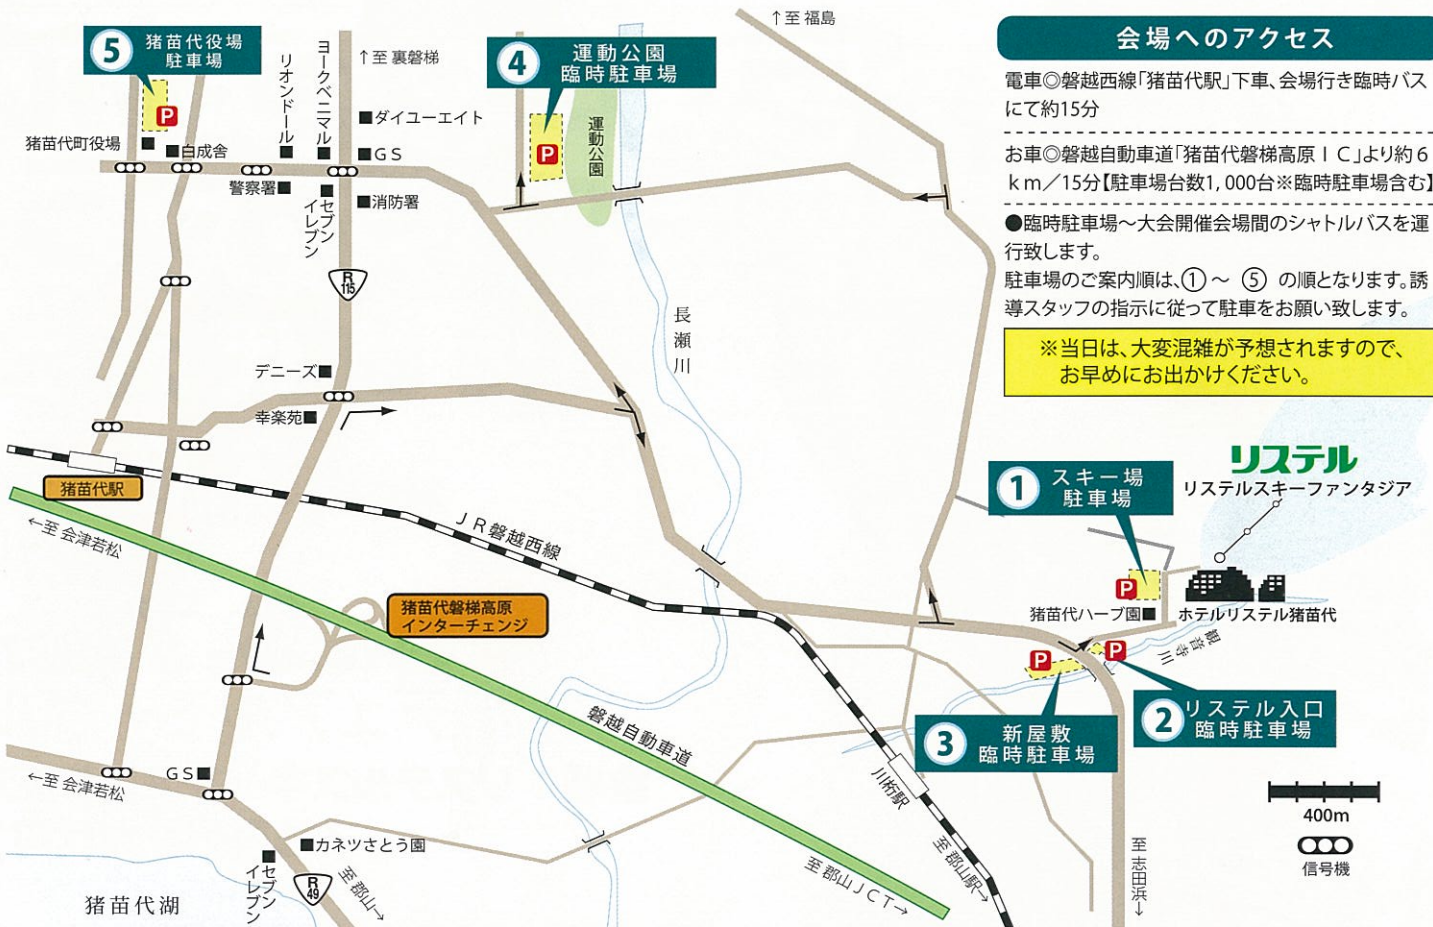 会場へのアクセス
電車◎磐越西線「猪苗代駅」下車、会場行き臨時バス
にて約15分
お車◎磐越自動車道「猪苗代磐梯高原ＩＣ」より約６
ｋｍ／15分【駐車場台数1,000台※臨時駐車場含む】
●臨時駐車場～大会開催会場間のシャトルバスを運
行致します。
駐車場のご案内順は、①～ ⑤ の順となります。誘
導スタッフの指示に従って駐車をお願い致します。
※当日は、大変混雑が予想されますので、
お早めにお出かけください。
⑤
猪苗代役場
駐車場
P
猪苗代町役場
白成舎
リオンドール
ヨークベニマル
↑至 裏磐梯
ダイユーエイト
ＧＳ
警察署
セブン
イレブン
消防署
R
115
④
運動公園
臨時駐車場
P
運動公園
↑至 福島
長瀬川
デニーズ
幸楽苑
猪苗代駅
←至 会津若松
ＪＲ磐越西線
猪苗代磐梯高原
インターチェンジ
磐越自動車道
①
スキー場
駐車場
P
リステル
リステルスキーファンタジア
猪苗代ハーブ園
ホテルリステル猪苗代
観音寺川
P
P
②
リステル入口
臨時駐車場
③
新屋敷
臨時駐車場
川桁駅
←至 会津若松
ＧＳ
カネツさとう園
セブン
イレブン
R
49
至 郡山→
猪苗代湖
至 郡山ＪＣＴ→
至 郡山駅→
至 志田浜→
400m
信号機